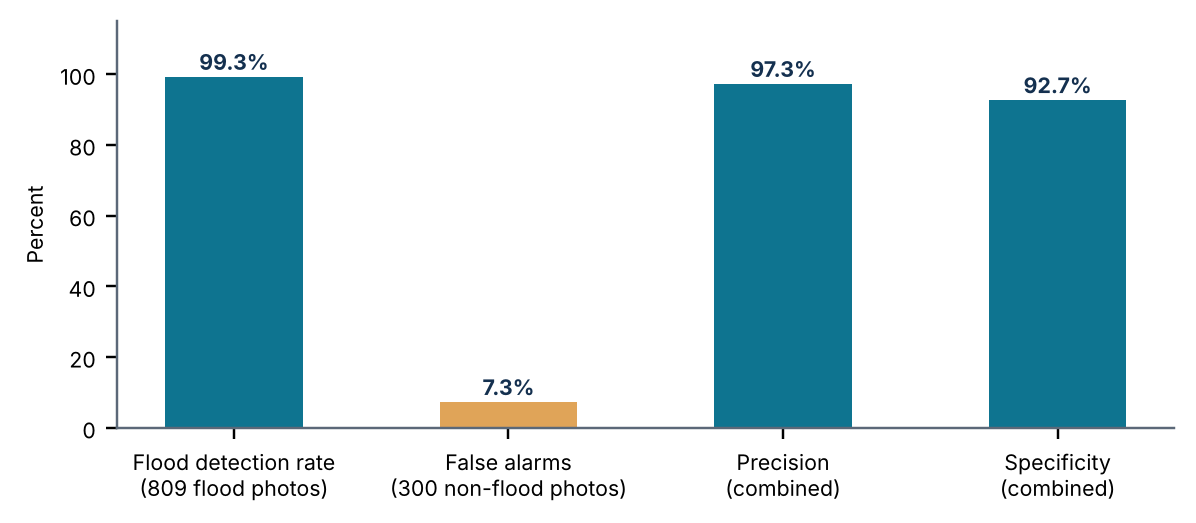 99.3%
97.3%
92.7%
7.3%
100
80
60
40
20
0
Percent
Flood detection rate
(809 flood photos)
False alarms
(300 non-flood photos)
Precision
(combined)
Specificity
(combined)